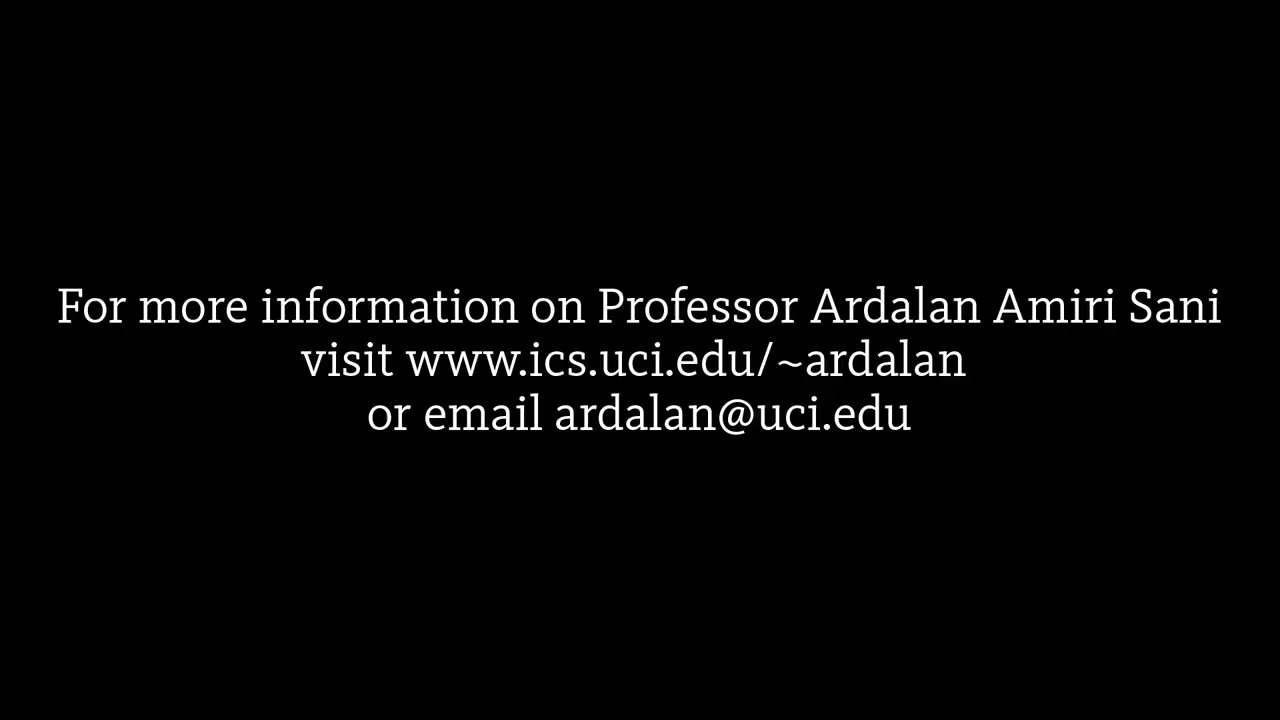 For more information on Professor Ardalan Amiri Sani
visit www.ics.uci.edu/~ardalan
or email ardalan@uci.edu